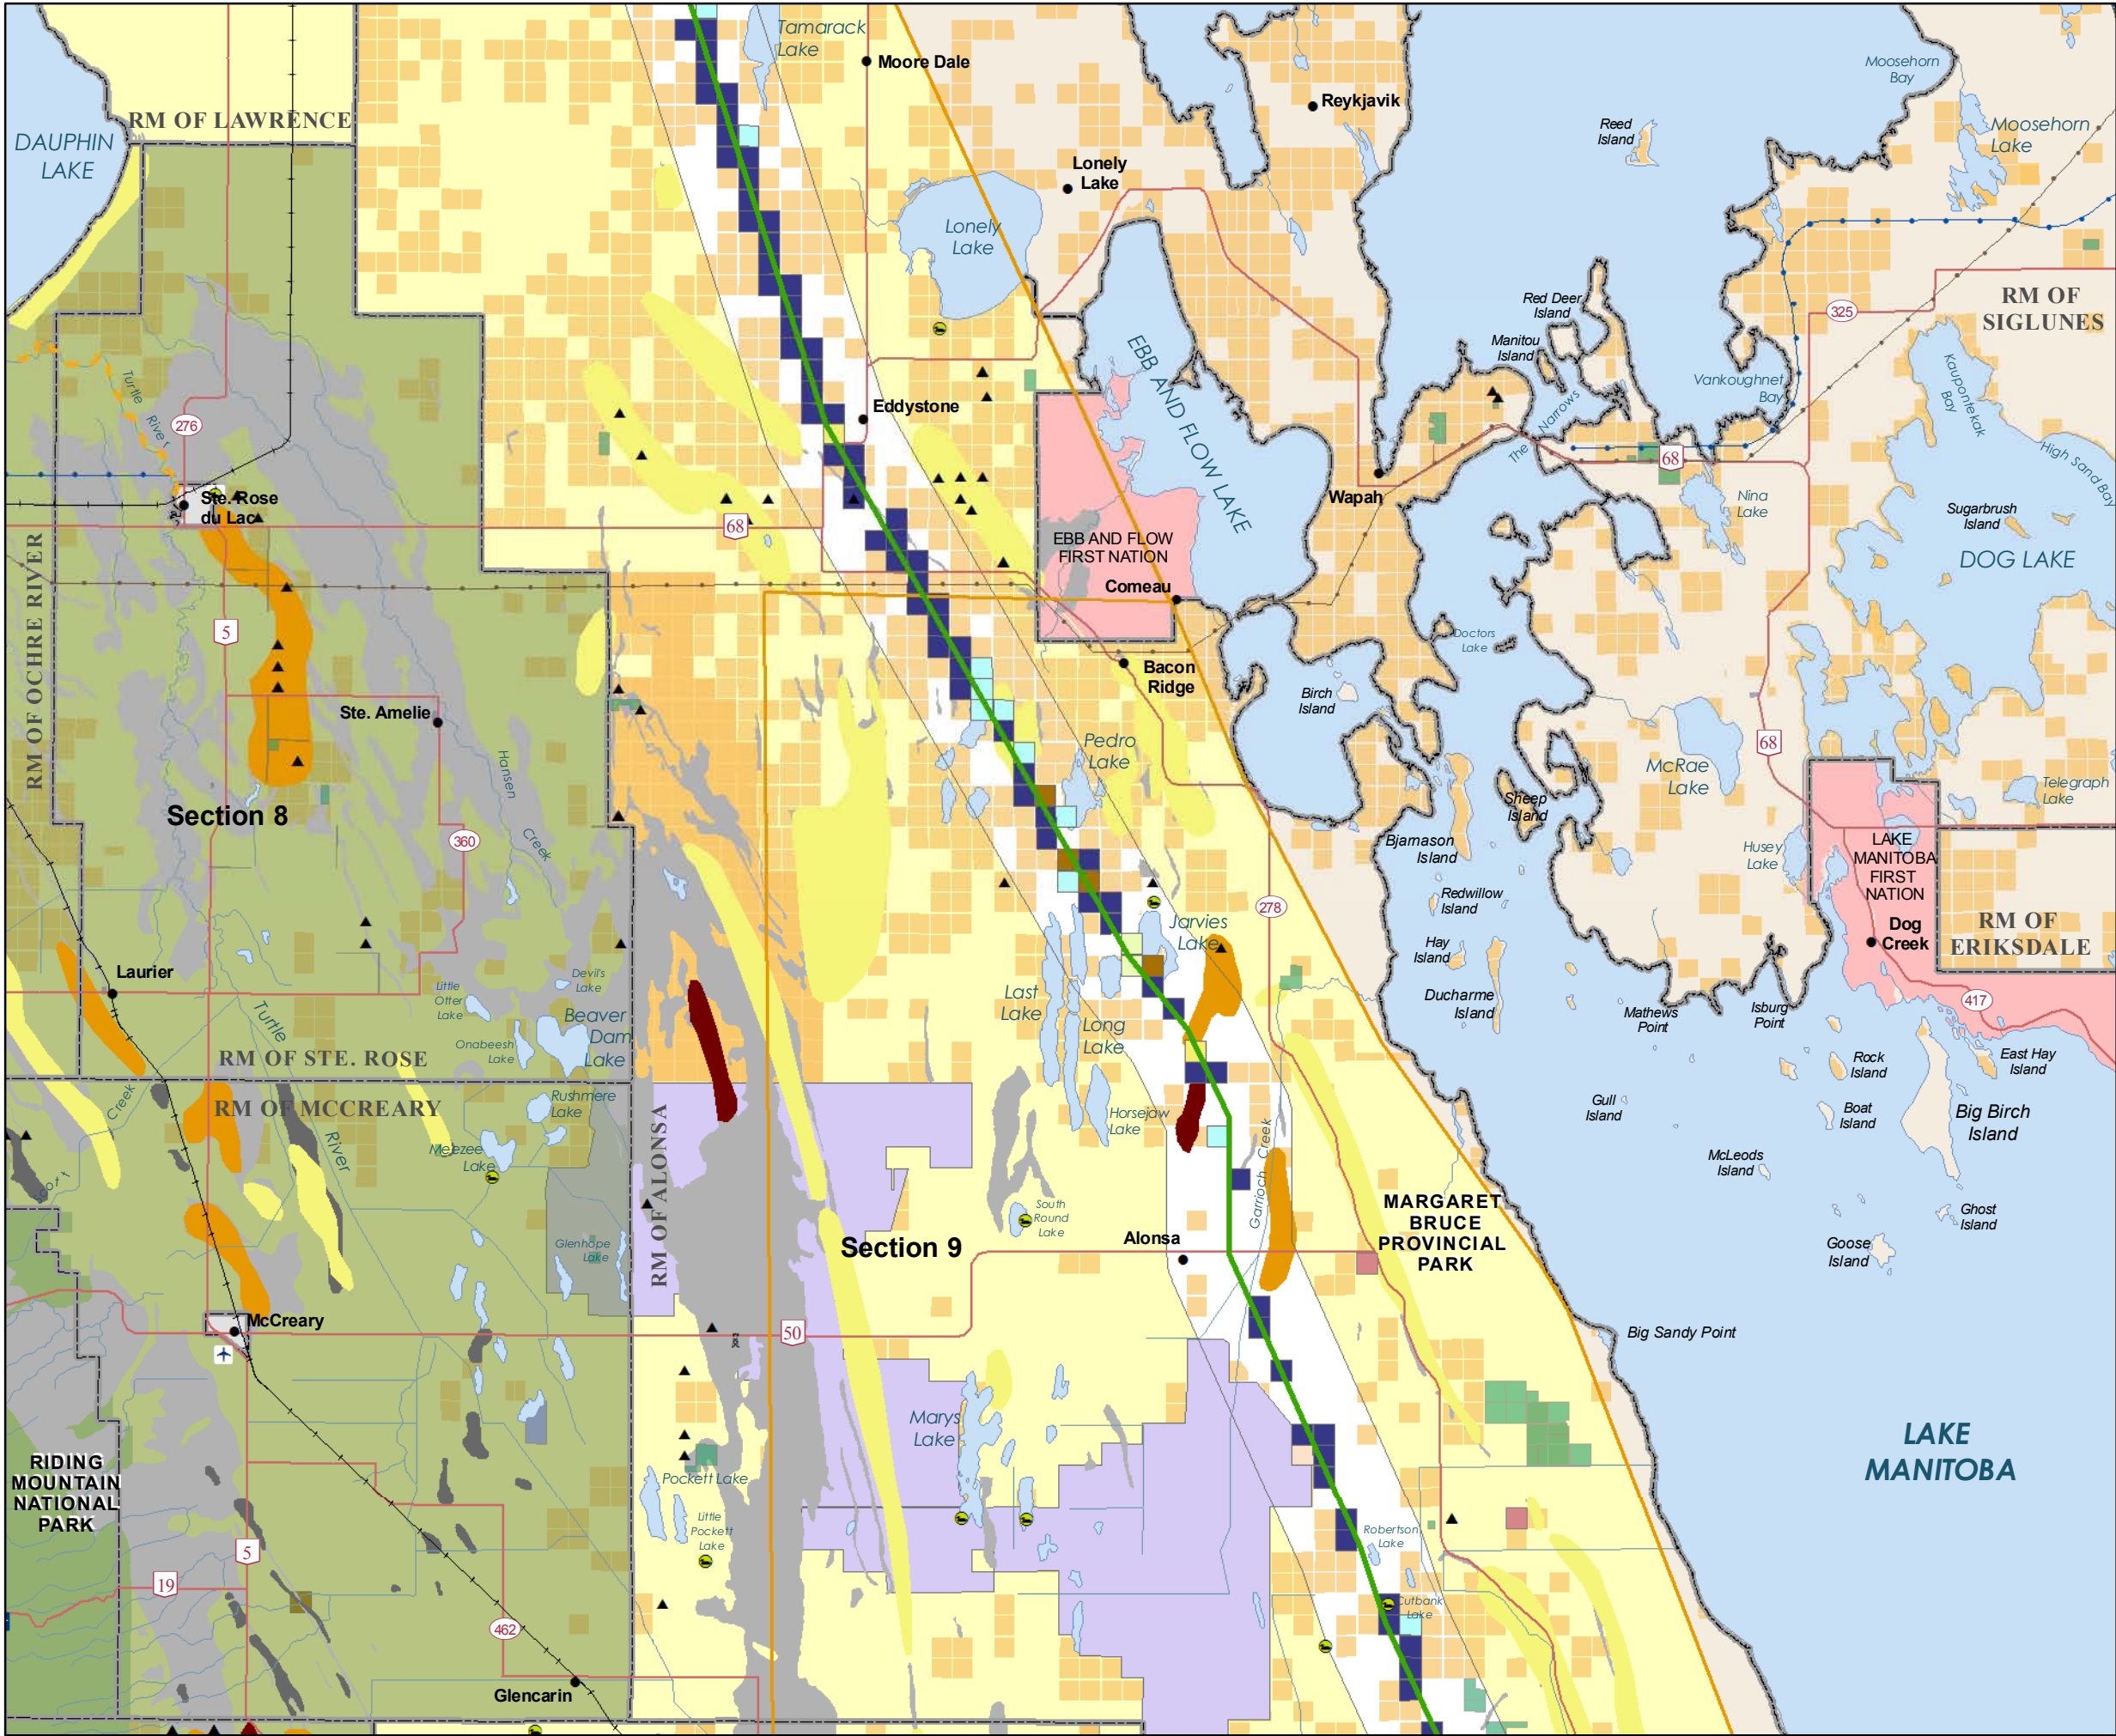 Tamarack
Lake
Moore Dale
Reykjavik
Moosehorn
Bay
Reed
Island
Moosehorn
Lake
RM OF LAWRENCE
DAUPHIN
LAKE
Lonely
Lake
Lonely
Lake
RM OF
SIGLUNES
325
Red Deer
Island
Manitou
Island
Vankoughnet
Bay
Kaupontekak
Bay
High Sand Bay
EBB AND FLOW LAKE
The Narrows
Turtle River
276
Eddystone
68
Wapah
Nina
Lake
Sugarbrush
Island
DOG LAKE
Ste. Rose
du Lac
68
EBB AND FLOW
FIRST NATION
Comeau
RM OF OCHRE RIVER
5
Doctors
Lake
Bacon
Ridge
Birch
Island
Ste. Amelie
Hansen
Creek
Pedro
Lake
68
McRae
Lake
Telegraph
Lake
Sheep
Island
Section 8
360
Bjarnason
Island
Husey
Lake
LAKE
MANITOBA
FIRST
NATION
Redwillow
Island
278
Jarvies
Lake
Hay
Island
Dog
Creek
RM OF
ERIKSDALE
Laurier
Little
Otter
Lake
Devil's
Lake
Beaver
Dam
Lake
Onabeesh
Lake
Last
Lake
Long
Lake
Ducharme
Island
Mathews
Point
Isburg
Point
417
Turtle
River
RM OF STE. ROSE
RM OF MCCREARY
Creek
Rushmere
Lake
Horsejaw
Lake
Rock
Island
East Hay
Island
Gull
Island
Boat
Island
Big Birch
Island
Melezee
Lake
RM OF ALONSA
McLeods
Island
Garrioch Creek
South
Round
Lake
MARGARET
BRUCE
PROVINCIAL
PARK
Ghost
Island
Goose
Island
Glenhope
Lake
Section 9
Alonsa
McCreary
50
Big Sandy Point
Marys
Lake
LAKE
MANITOBA
RIDING
MOUNTAIN
NATIONAL
PARK
Pockett Lake
Little
Pockett
Lake
Robertson
Lake
5
19
462
Cutbank
Lake
Glencarin